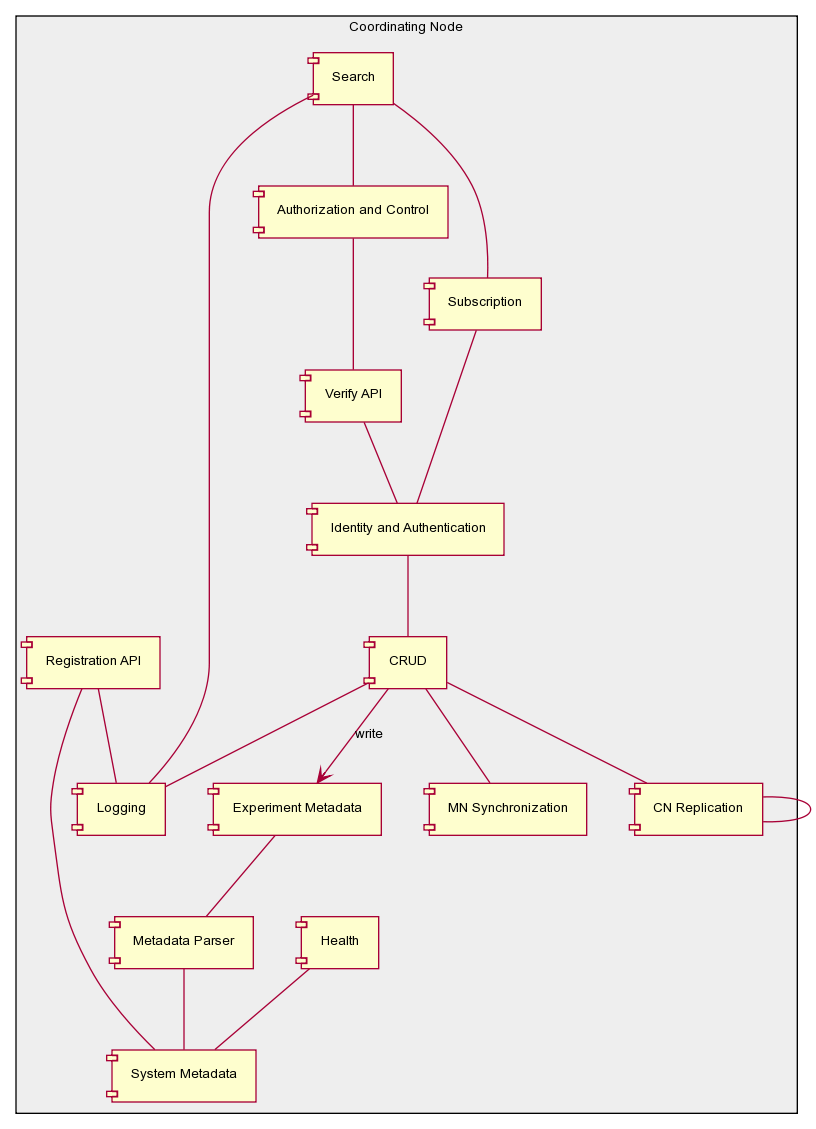 Coordinating Node
Search
Authorization and Control
Subscription
Verify API
Identity and Authentication
Registration API
CRUD
write
Logging
Experiment Metadata
MN Synchronization
CN Replication
Metadata Parser
Health
System Metadata